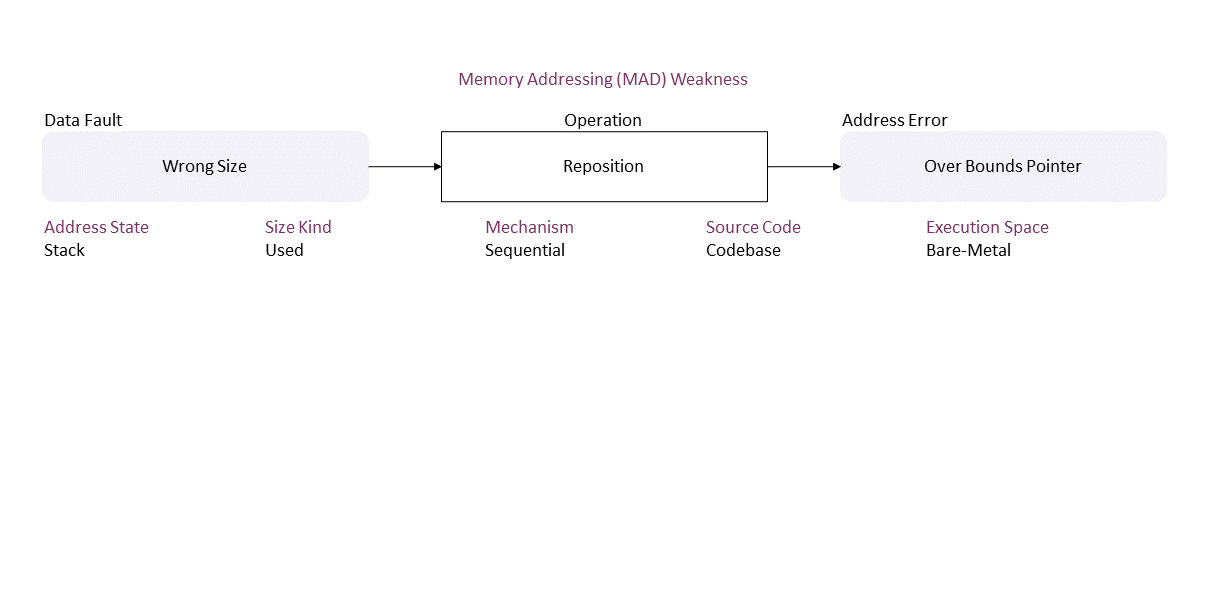 Memory Addressing (MAD) Weakness
Data Fault
Operation
Address Error
Wrong Size
Reposition
Over Bounds Pointer
Address State
Size Kind
Mechanism
Source Code
Execution Space
Stack
Used
Sequential
Codebase
Bare-Metal